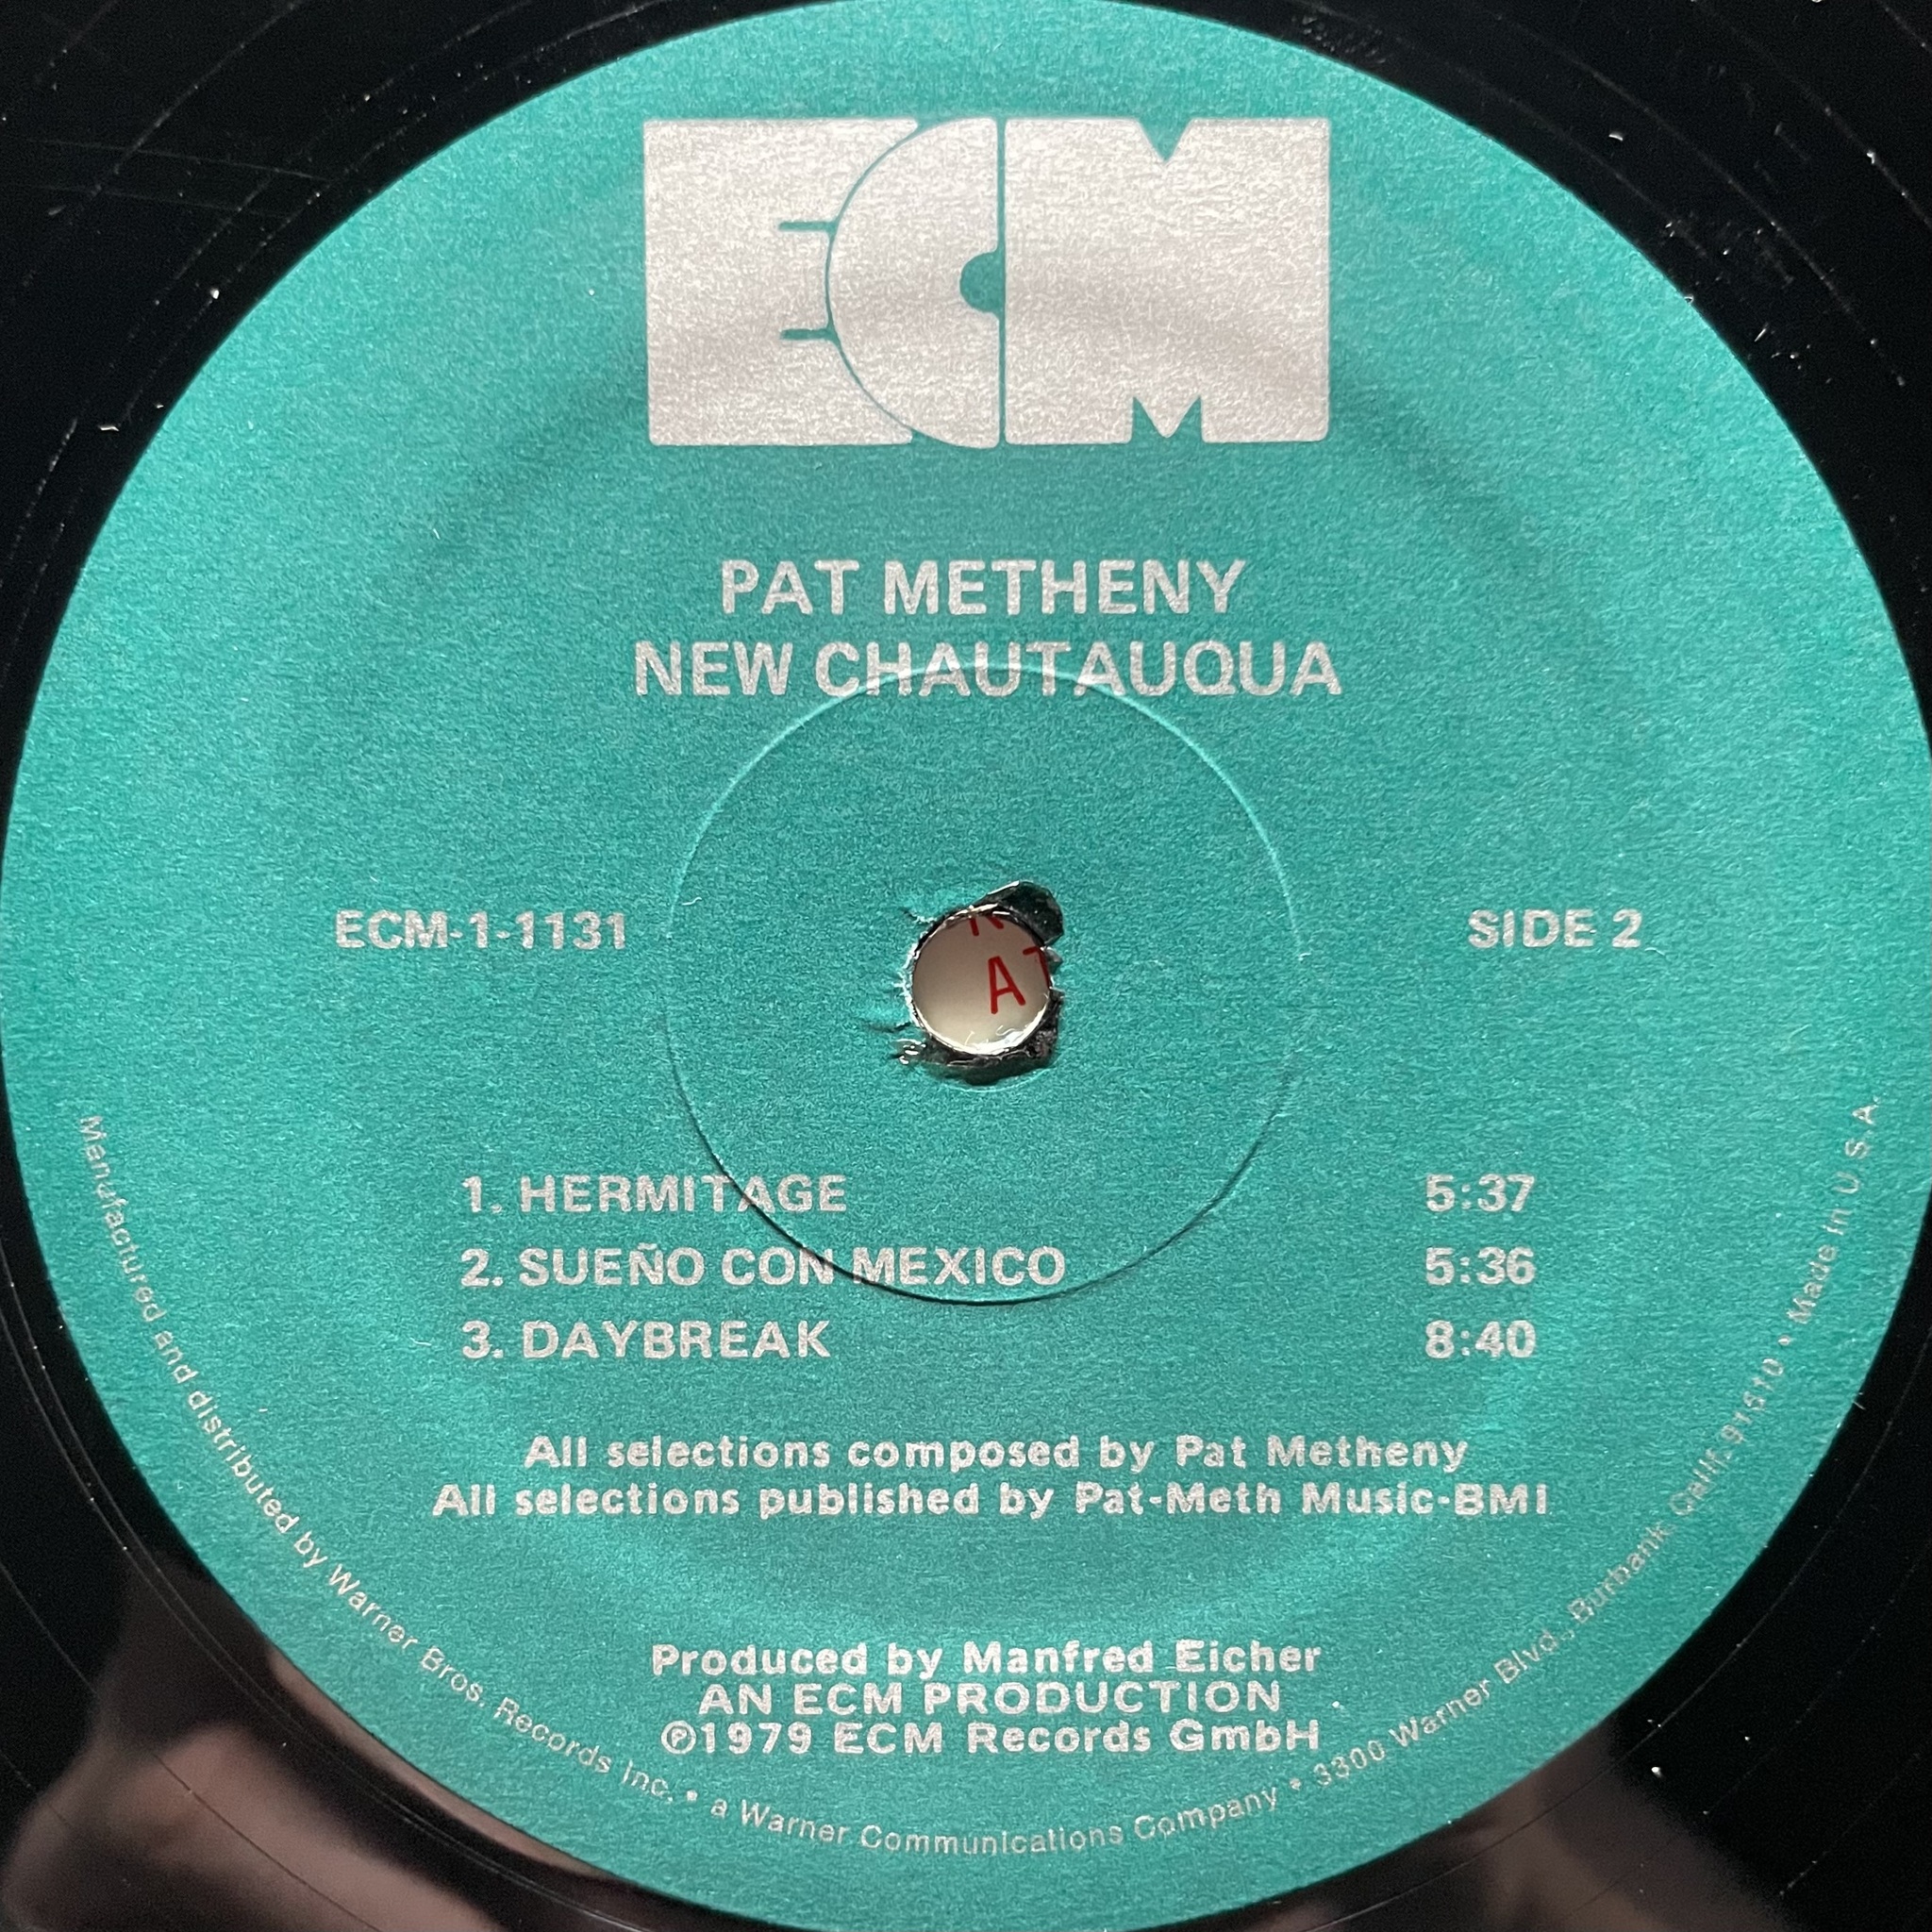 ECM
PAT METHENY
NEW CHAUTAUQUA
ECM-1-1131
SIDE 2
A
1. HERMITAGE 5:37
2. SUEÑO CON MEXICO 5:36
3. DAYBREAK 8:40
All selections composed by Pat Metheny
All selections published by Pat-Meth Music-BMI
Produced by Manfred Eicher
AN ECM PRODUCTION
℗1979 ECM Records GmbH
Manufactured and distributed by Warner Bros. Records Inc. • a Warner Communications Company • 3300 Warner Blvd., Burbank, Calif. 91510 • Made in U.S.A.